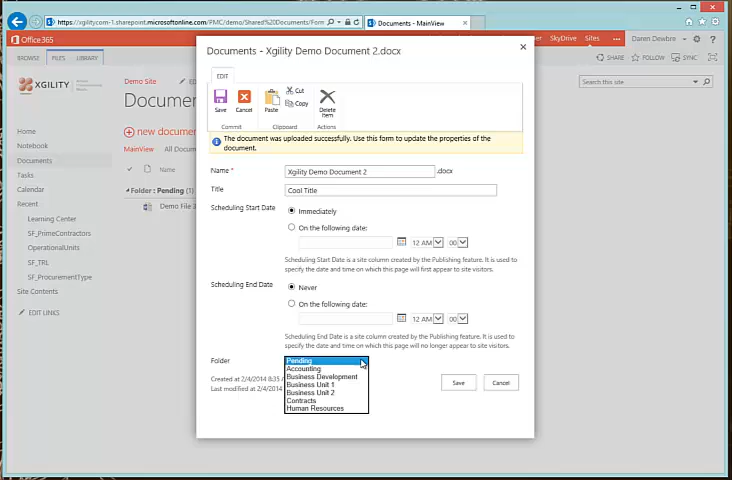 https://xgilitycom-1.sharepoint.microsoftonline.com/FMC/demo/Shared%20Documents/Form
Documents - MainView
Office 365
SkyDrive
Sites
Daren Dewbre
BROWSE
FILES
LIBRARY
SHARE
FOLLOW
SYNC
XGILITY
Demo Site
Search this site
Home
Notebook
Documents
Tasks
Calendar
Recent
Learning Center
SF_PrimeContractors
OperationalUnits
SF_TRL
SF_ProcurementType
Site Contents
EDIT LINKS
new documen
MainView
All Docum
Name
Folder : Pending (1)
Demo File 3
Documents - Xgility Demo Document 2.docx
EDIT
Save
Cancel
Paste
Cut
Copy
Delete
Item
Commit
Clipboard
Actions
The document was uploaded successfully. Use this form to update the properties of the
document.
Name *
Xgility Demo Document 2
.docx
Title
Cool Title
Scheduling Start Date
Immediately
On the following date:
12 AM
00
Scheduling Start Date is a site column created by the Publishing feature. It is used to
specify the date and time on which this page will first appear to site visitors.
Scheduling End Date
Never
On the following date:
12 AM
00
Scheduling End Date is a site column created by the Publishing feature. It is used to
specify the date and time on which this page will no longer appear to site visitors.
Folder
Pending
Accounting
Business Development
Business Unit 1
Business Unit 2
Contracts
Human Resources
Created at 2/4/2014 8:35
Last modified at 2/4/2014
Save
Cancel